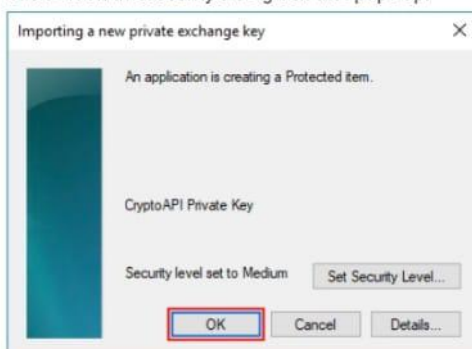 Importing a new private exchange key
An application is creating a Protected item.
CryptoAPI Private Key
Security level set to Medium
Set Security Level...
OK
Cancel
Details...